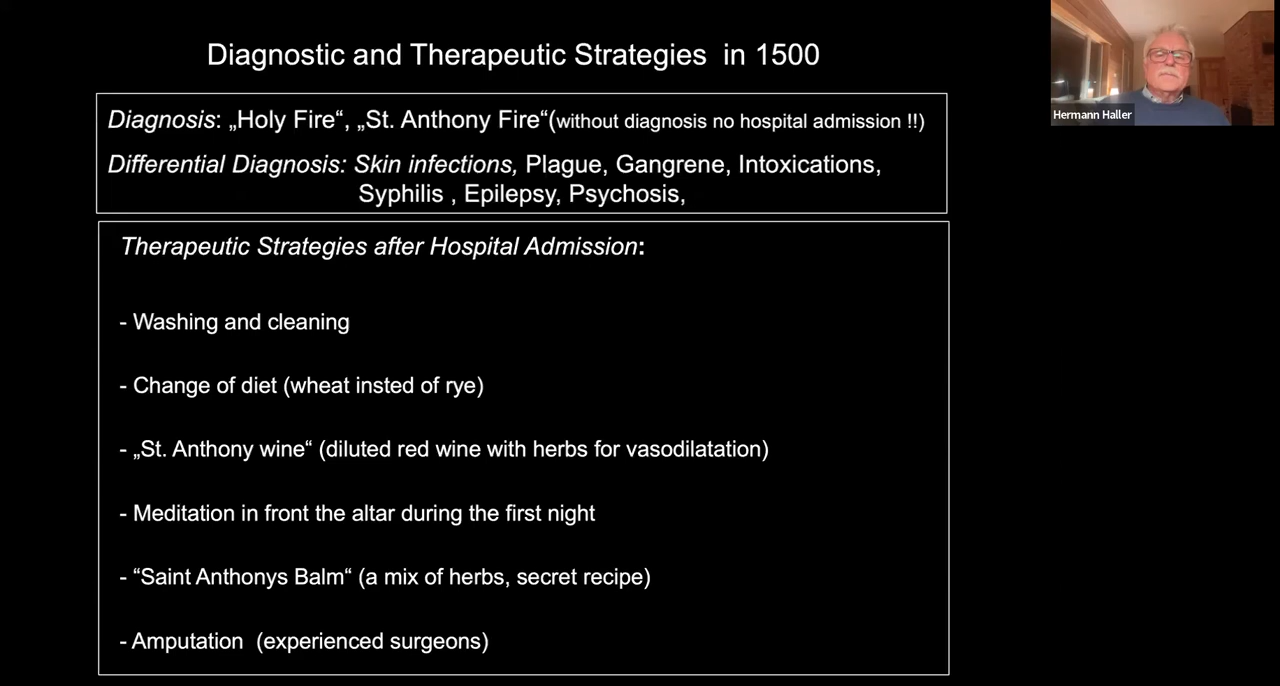 Diagnostic and Therapeutic Strategies in 1500
Hermann Haller
Diagnosis: „Holy Fire“, „St. Anthony Fire“(without diagnosis no hospital admission !!)
Differential Diagnosis: Skin infections, Plague, Gangrene, Intoxications,
Syphilis , Epilepsy, Psychosis,
Therapeutic Strategies after Hospital Admission:
- Washing and cleaning
- Change of diet (wheat insted of rye)
- „St. Anthony wine“ (diluted red wine with herbs for vasodilatation)
- Meditation in front the altar during the first night
- “Saint Anthonys Balm“ (a mix of herbs, secret recipe)
- Amputation (experienced surgeons)